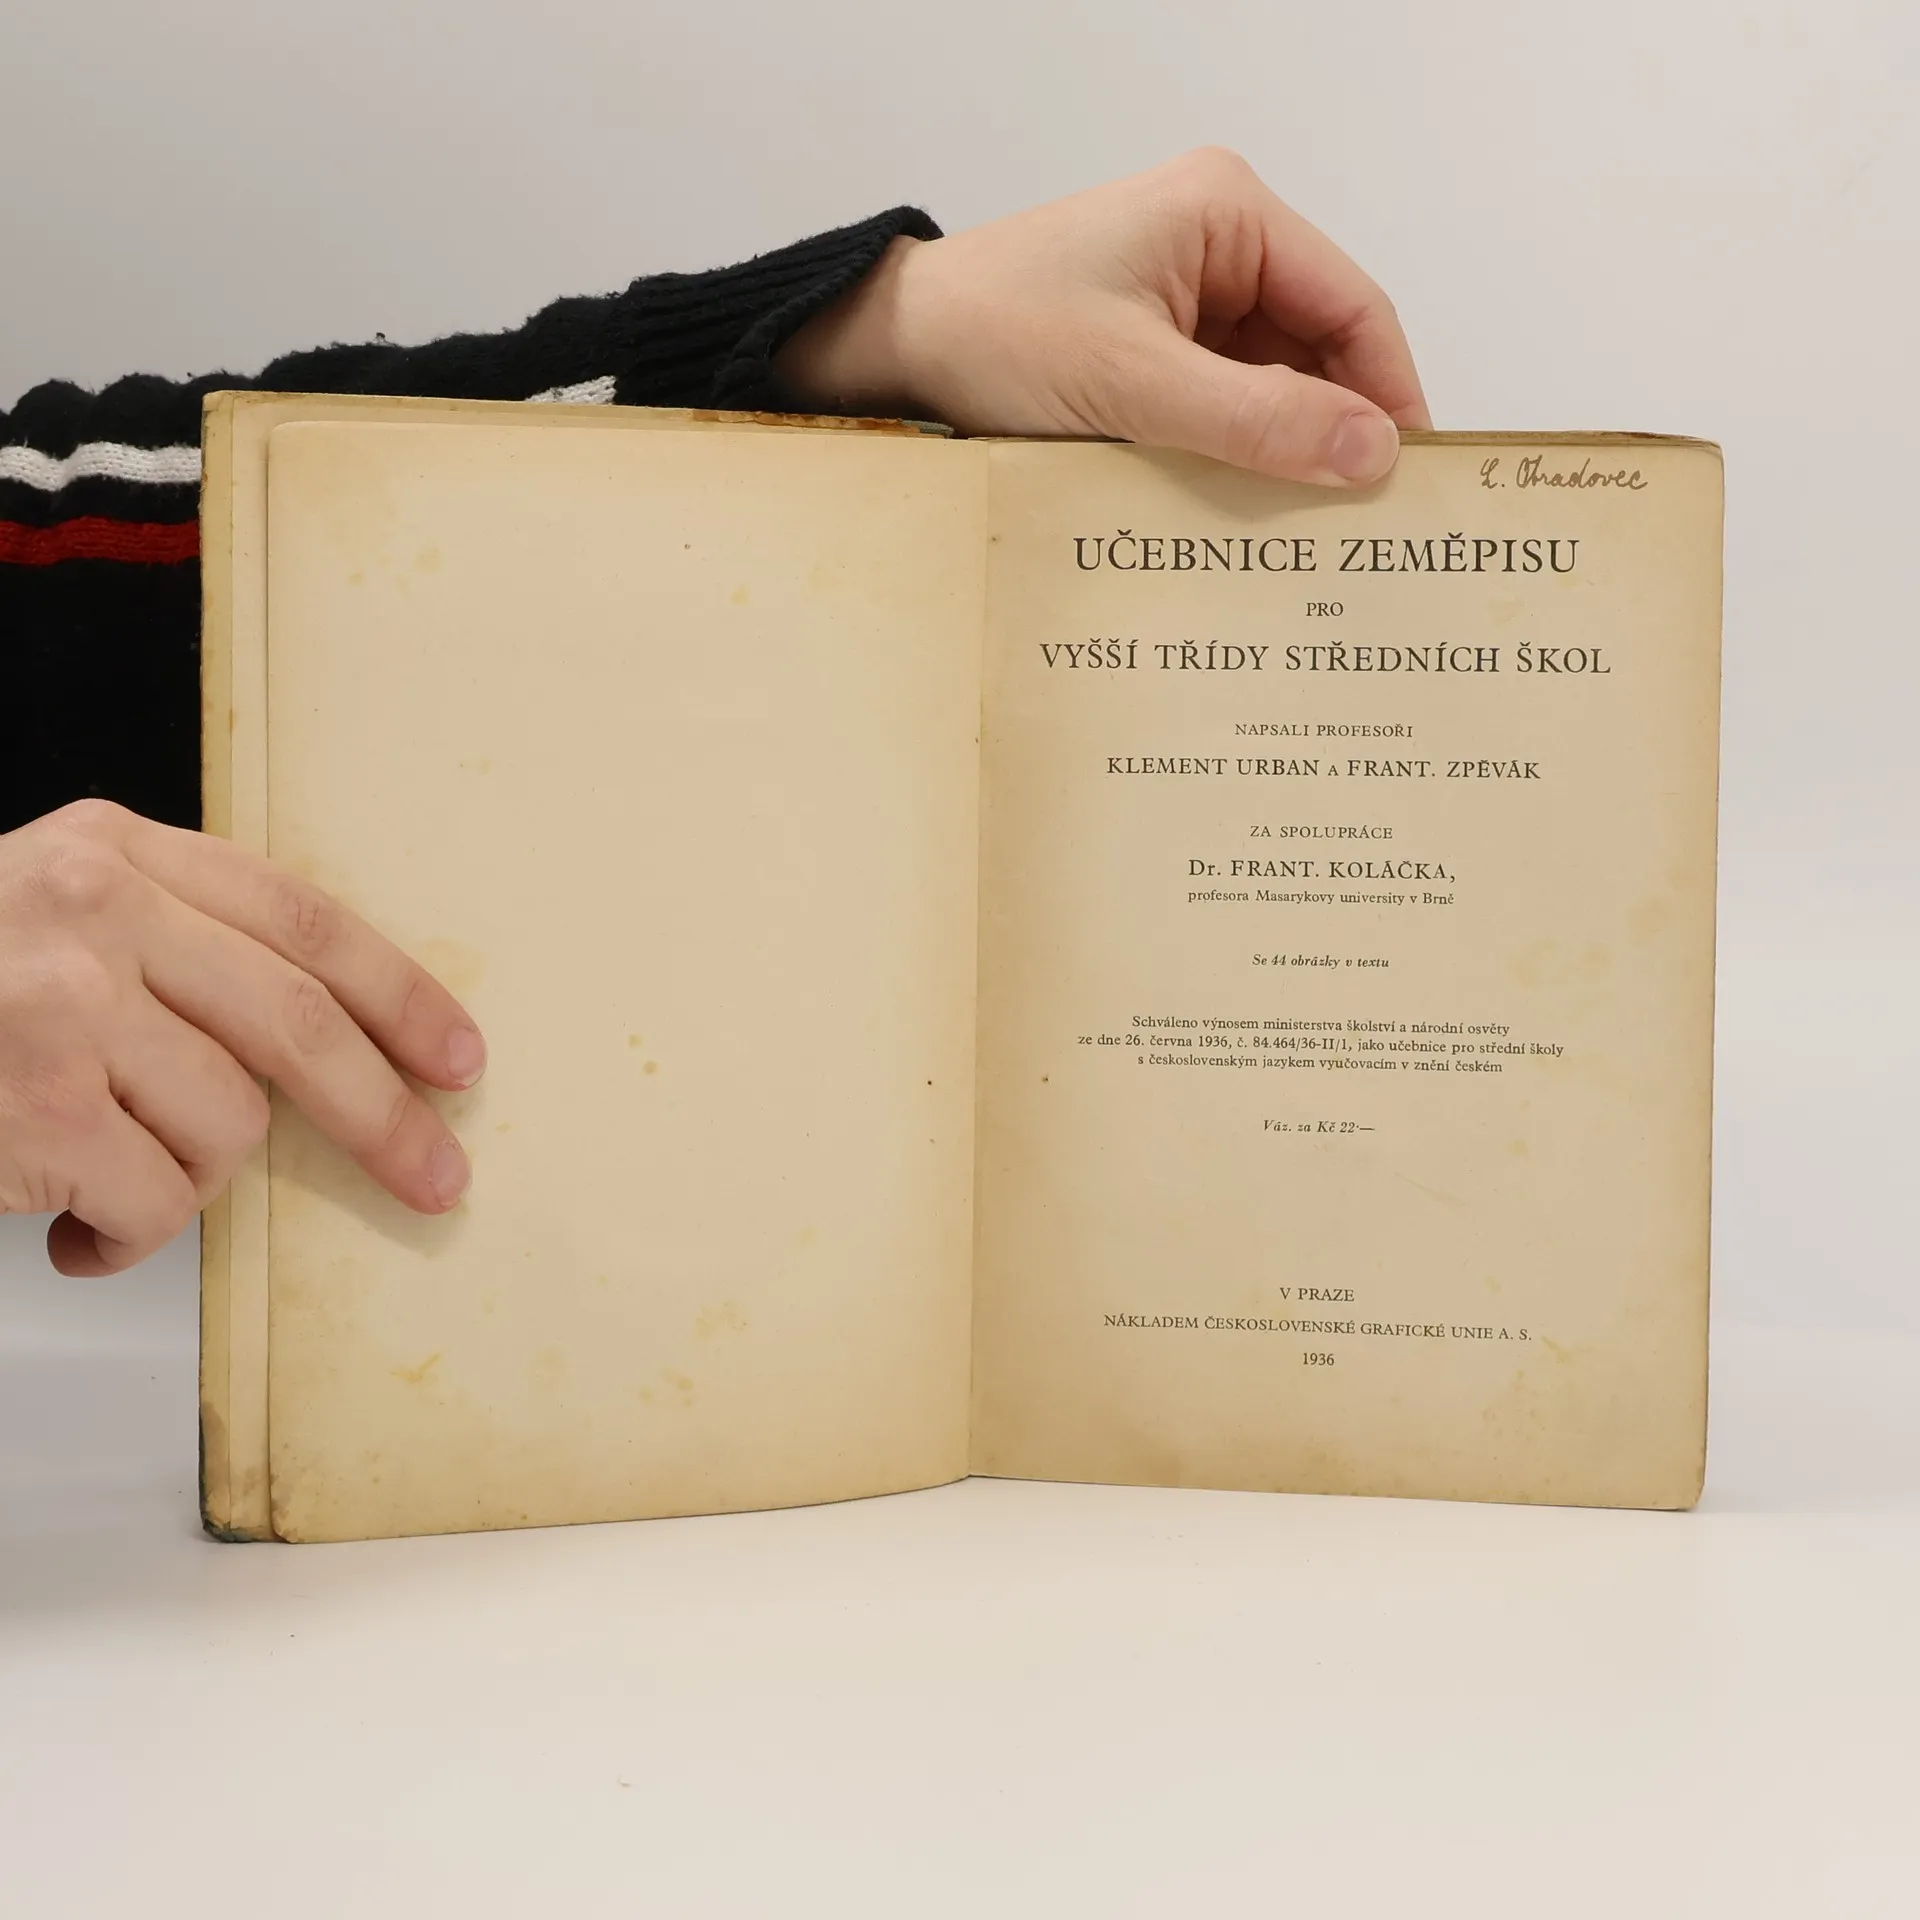 L. Ohradovec
UČEBNICE ZEMĚPISU
PRO
VYŠŠÍ TŘÍDY STŘEDNÍCH ŠKOL
NAPSALI PROFESOŘI
KLEMENT URBAN A FRANT. ZPĚVÁK
ZA SPOLUPRÁCE
Dr. FRANT. KOLÁČKA,
profesora Masarykovy university v Brně
Se 44 obrázky v textu
Schváleno výnosem ministerstva školství a národní osvěty
ze dne 26. června 1936, č. 84.464/36-II/1, jako učebnice pro střední školy
s československým jazykem vyučovacím v znění českém
Váz. za Kč 22·—
V PRAZE
NÁKLADEM ČESKOSLOVENSKÉ GRAFICKÉ UNIE A. S.
1936